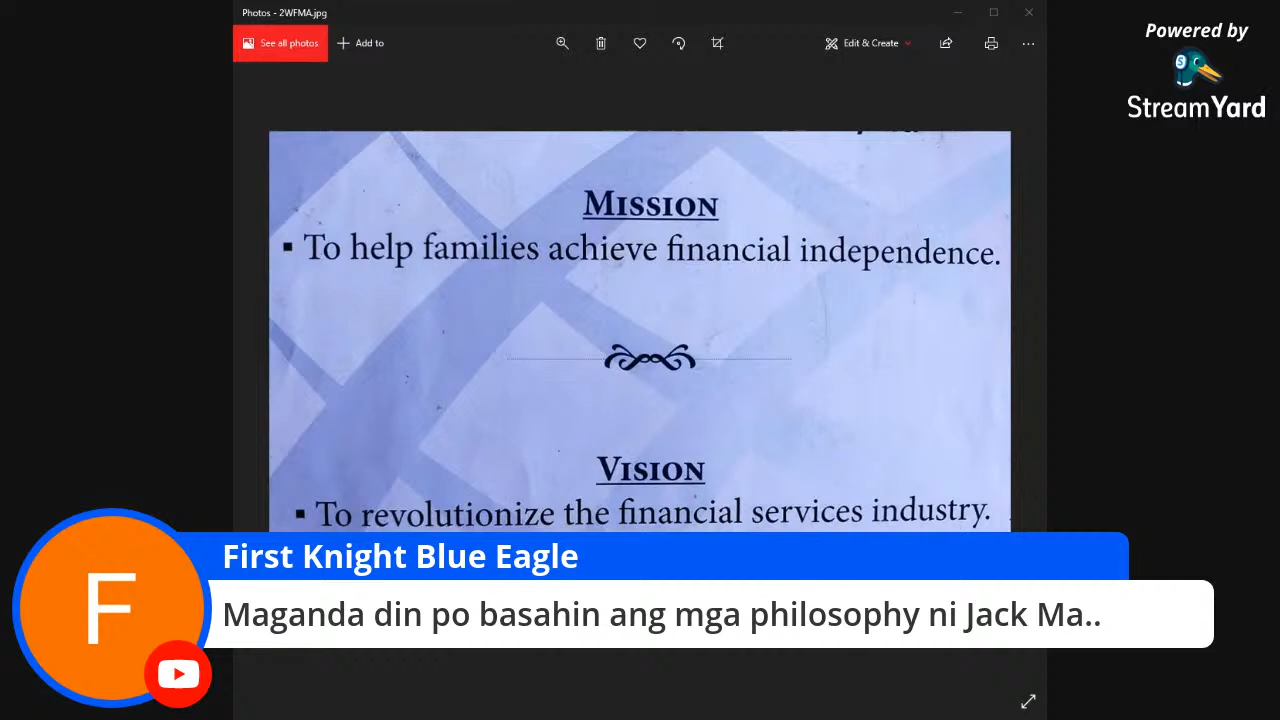 Photos - 2WFMA.jpg
See all photos
Add to
Edit & Create
Powered by
S
StreamYard
MISSION
▪ To help families achieve financial independence.
VISION
▪ To revolutionize the financial services industry.
F
First Knight Blue Eagle
Maganda din po basahin ang mga philosophy ni Jack Ma..